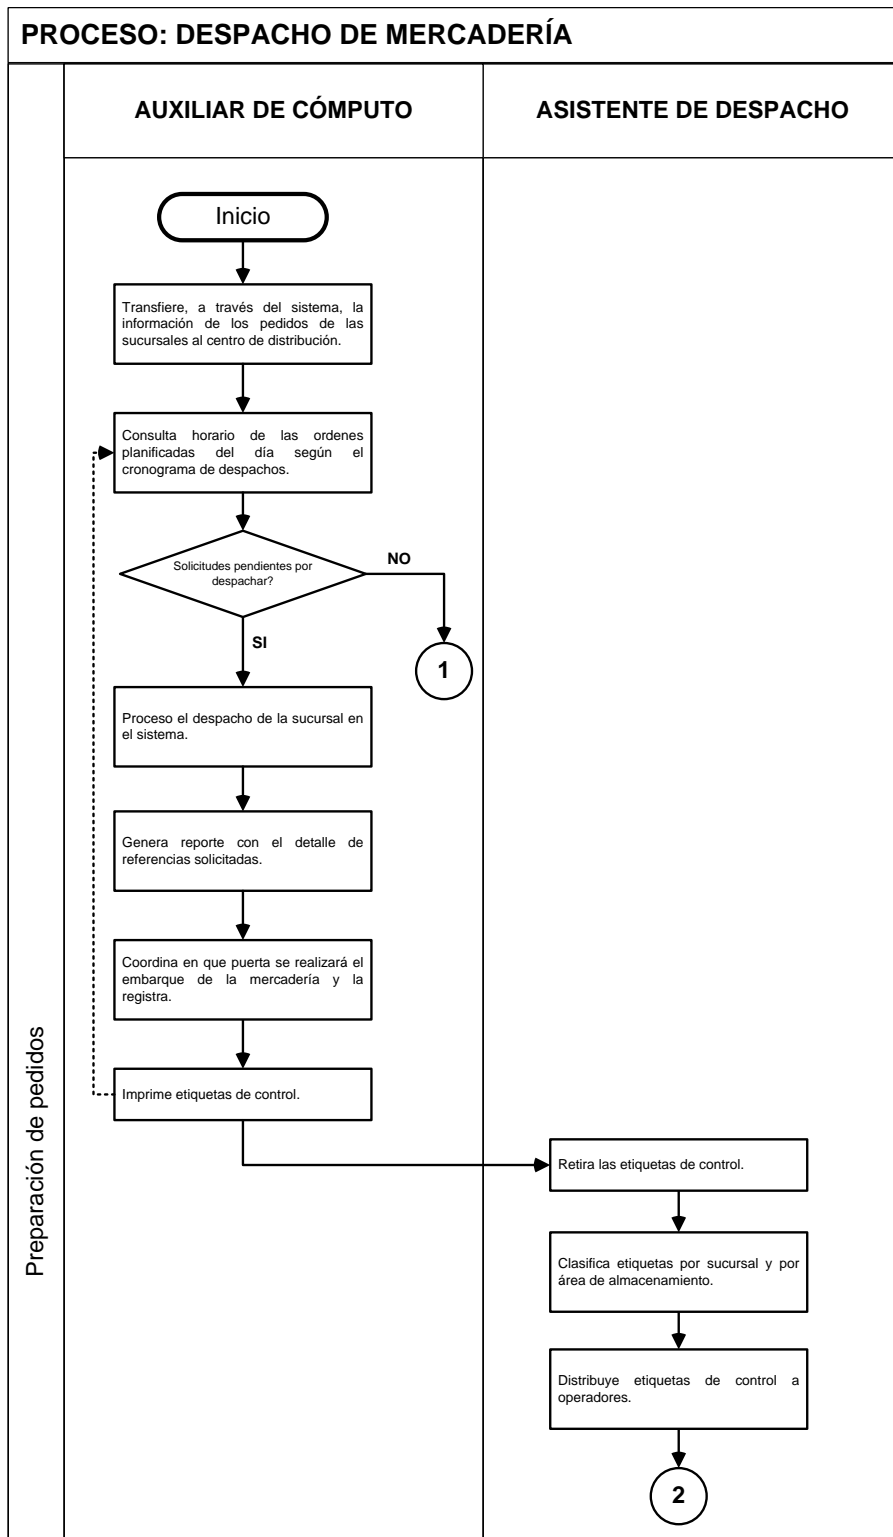 PROCESO: DESPACHO DE MERCADERÍA
AUXILIAR DE CÓMPUTO
ASISTENTE DE DESPACHO
Preparación de pedidos
Inicio
Transfiere, a través del sistema, la
información de los pedidos de las
sucursales al centro de distribución.
Consulta horario de las ordenes
planificadas del día según el
cronograma de despachos.
Solicitudes pendientes por
despachar?
NO
1
SI
Proceso el despacho de la sucursal en
el sistema.
Genera reporte con el detalle de
referencias solicitadas.
Coordina en que puerta se realizará el
embarque de la mercadería y la
registra.
Imprime etiquetas de control.
Retira las etiquetas de control.
Clasifica etiquetas por sucursal y por
área de almacenamiento.
Distribuye etiquetas de control a
operadores.
2